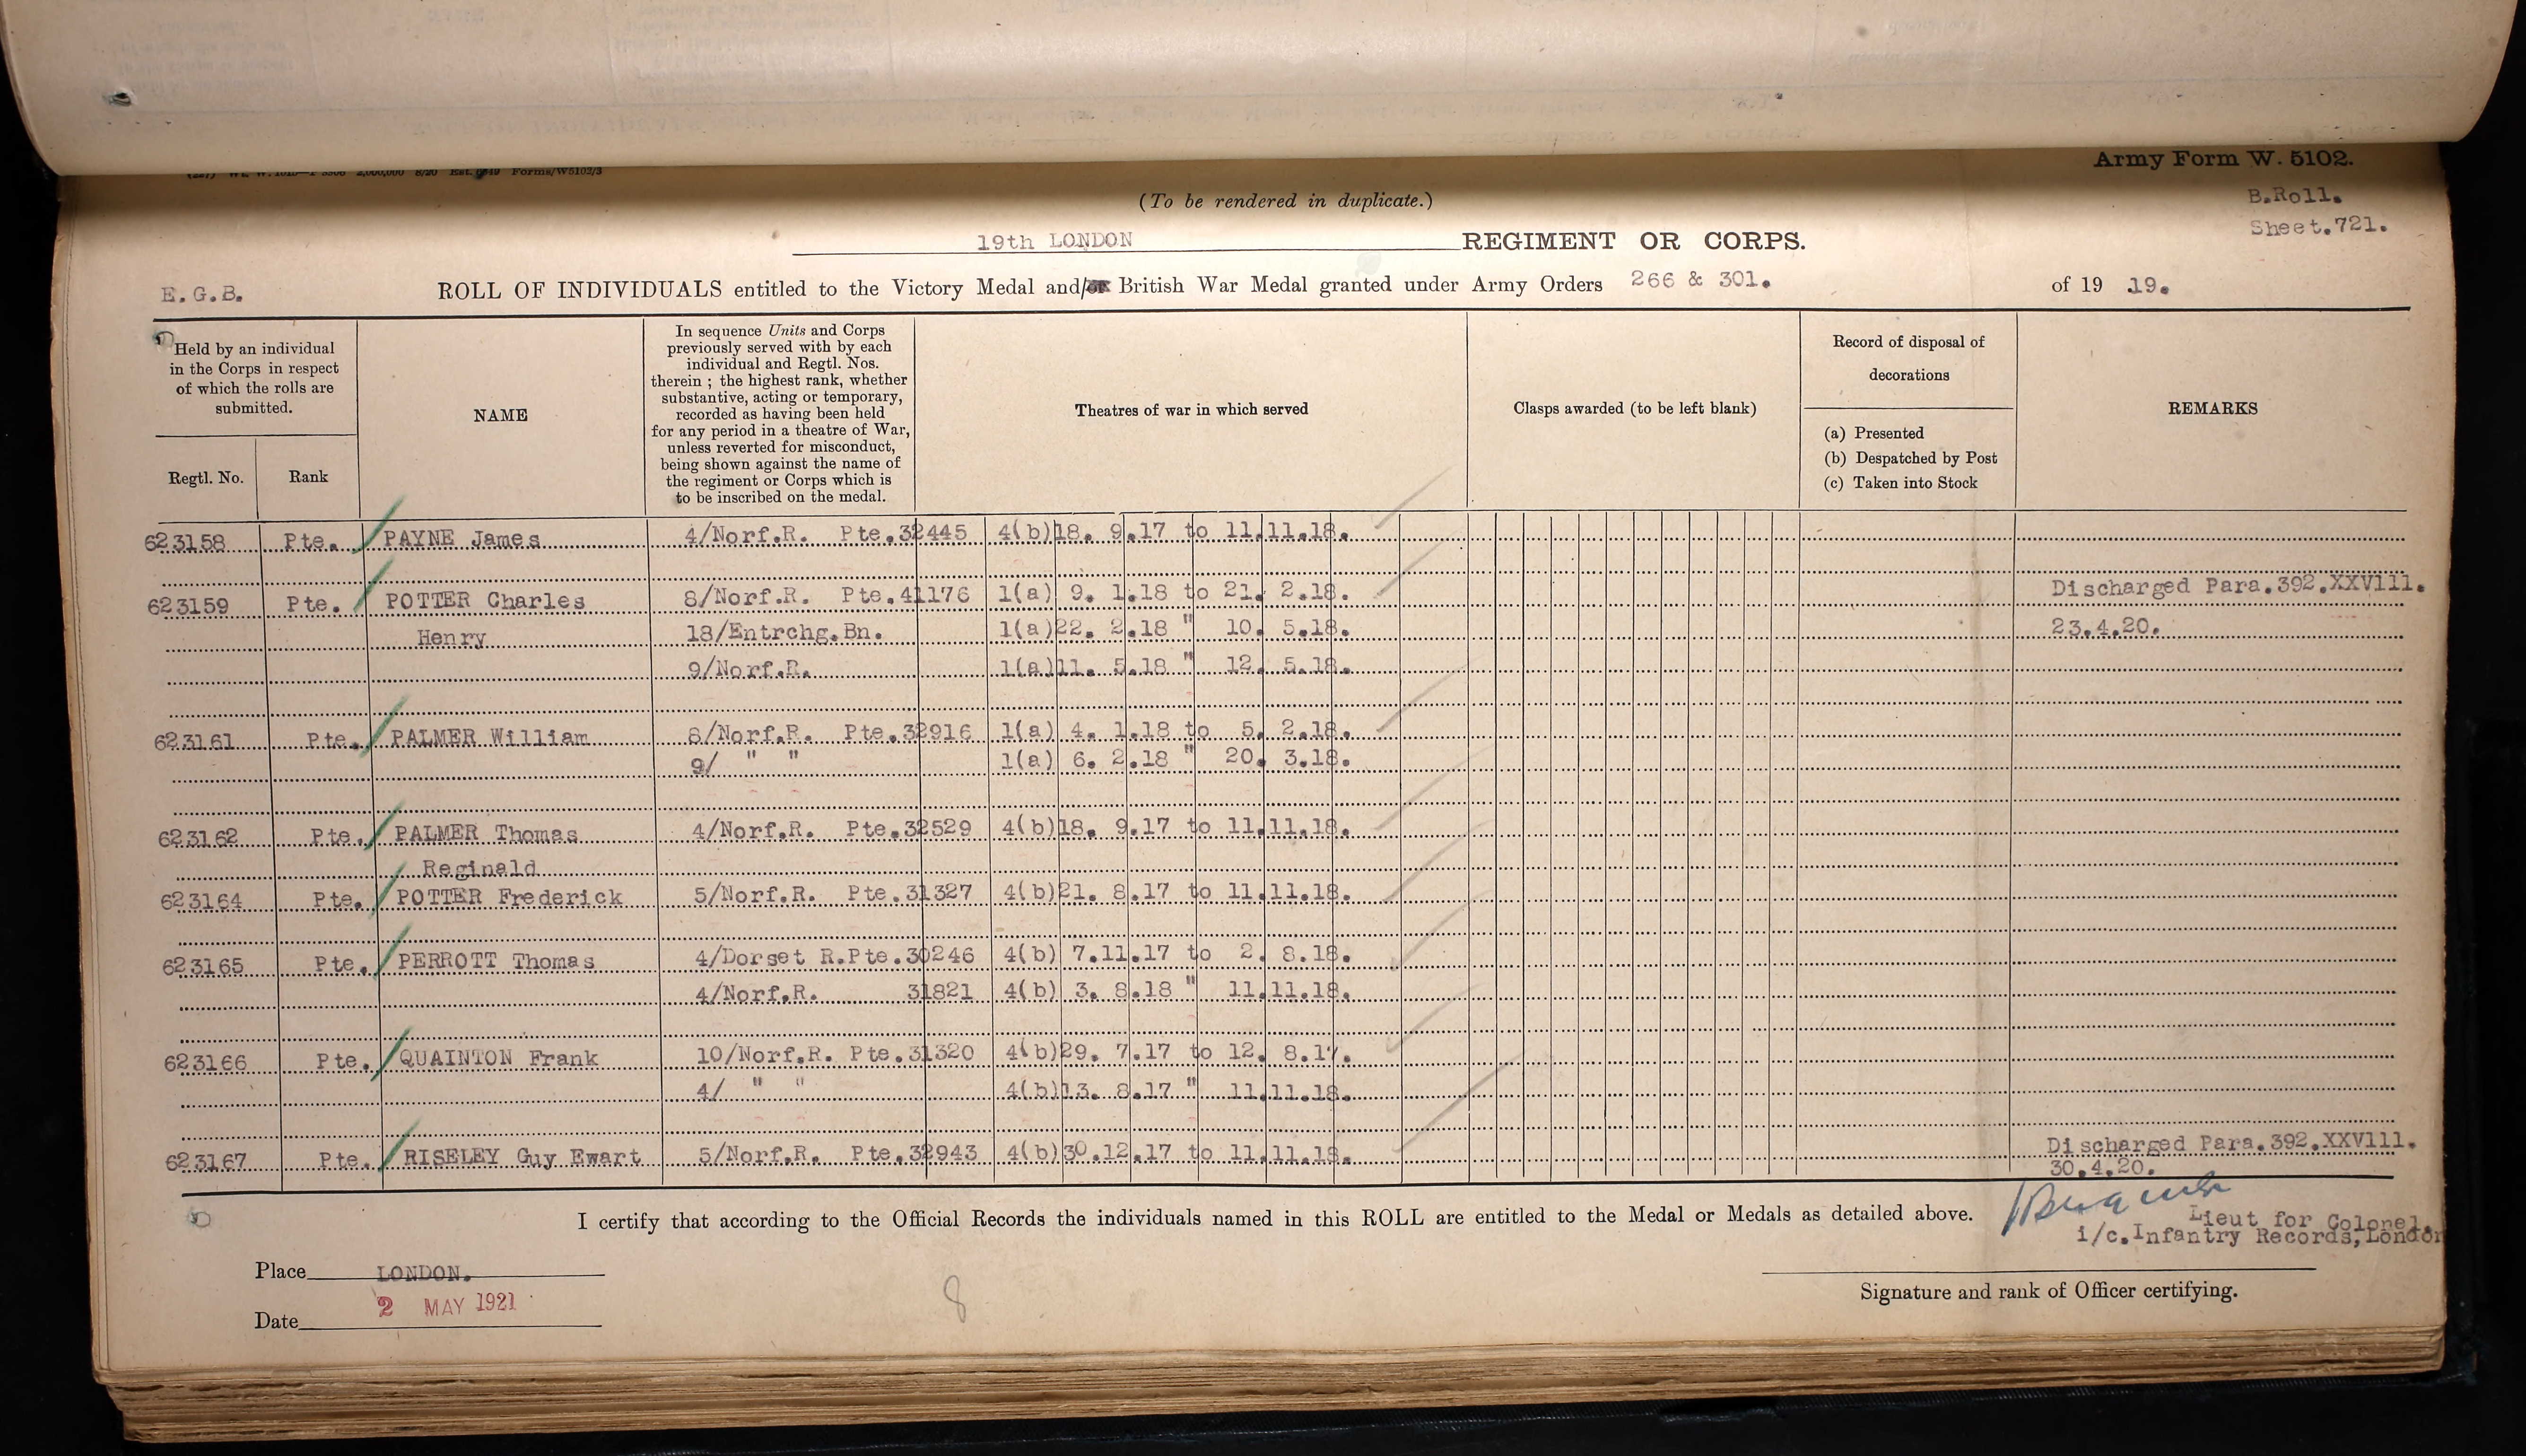 Army Form W. 5102.
(To be rendered in duplicate.)
B.Roll.
Sheet.721.
19th LONDON REGIMENT OR CORPS.
E.G.B. ROLL OF INDIVIDUALS entitled to the Victory Medal and/or British War Medal granted under Army Orders 266 & 301. of 19 19.
Held by an individual
in the Corps in respect
of which the rolls are
submitted.
Regtl. No. Rank
NAME
In sequence Units and Corps
previously served with by each
individual and Regtl. Nos.
therein ; the highest rank, whether
substantive, acting or temporary,
recorded as having been held
for any period in a theatre of War,
unless reverted for misconduct,
being shown against the name of
the regiment or Corps which is
to be inscribed on the medal.
Theatres of war in which served
Clasps awarded (to be left blank)
Record of disposal of
decorations
(a) Presented
(b) Despatched by Post
(c) Taken into Stock
REMARKS
623158 Pte. PAYNE James 4/Norf.R. Pte.32445 4(b)18. 9.17 to 11.11.18.
623159 Pte. POTTER Charles 8/Norf.R. Pte.41176 1(a) 9. 1.18 to 21. 2.18. Discharged Para.392.XXV111.
Henry 18/Entrchg.Bn. 1(a)22. 2.18 " 10. 5.18. 23.4.20.
9/Norf.R. 1(a)11. 5.18 " 12. 5.18.
623161 Pte. PALMER William 8/Norf.R. Pte.32916 1(a) 4. 1.18 to 5. 2.18.
9/ " " 1(a) 6. 2.18 " 20. 3.18.
623162 Pte. PALMER Thomas 4/Norf.R. Pte.32529 4(b)18. 9.17 to 11.11.18.
Reginald
623164 Pte. POTTER Frederick 5/Norf.R. Pte.31327 4(b)21. 8.17 to 11.11.18.
623165 Pte. PERROTT Thomas 4/Dorset R.Pte.30246 4(b) 7.11.17 to 2. 8.18.
4/Norf.R. 31821 4(b) 3. 8.18 " 11.11.18.
623166 Pte. QUAINTON Frank 10/Norf.R. Pte.31320 4(b)29. 7.17 to 12. 8.17.
4/ " " 4(b)13. 8.17 " 11.11.18.
623167 Pte. RISELEY Guy Ewart 5/Norf.R. Pte.32943 4(b)30.12.17 to 11.11.18. Discharged Para.392.XXV111.
30.4.20.
I certify that according to the Official Records the individuals named in this ROLL are entitled to the Medal or Medals as detailed above.
Lieut for Colonel.
i/c.Infantry Records,London
Place LONDON.
Date 2 MAY 1921
8
Signature and rank of Officer certifying.